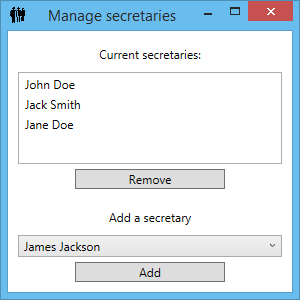 Manage secretaries
Current secretaries:
John Doe
Jack Smith
Jane Doe
Remove
Add a secretary
James Jackson
Add